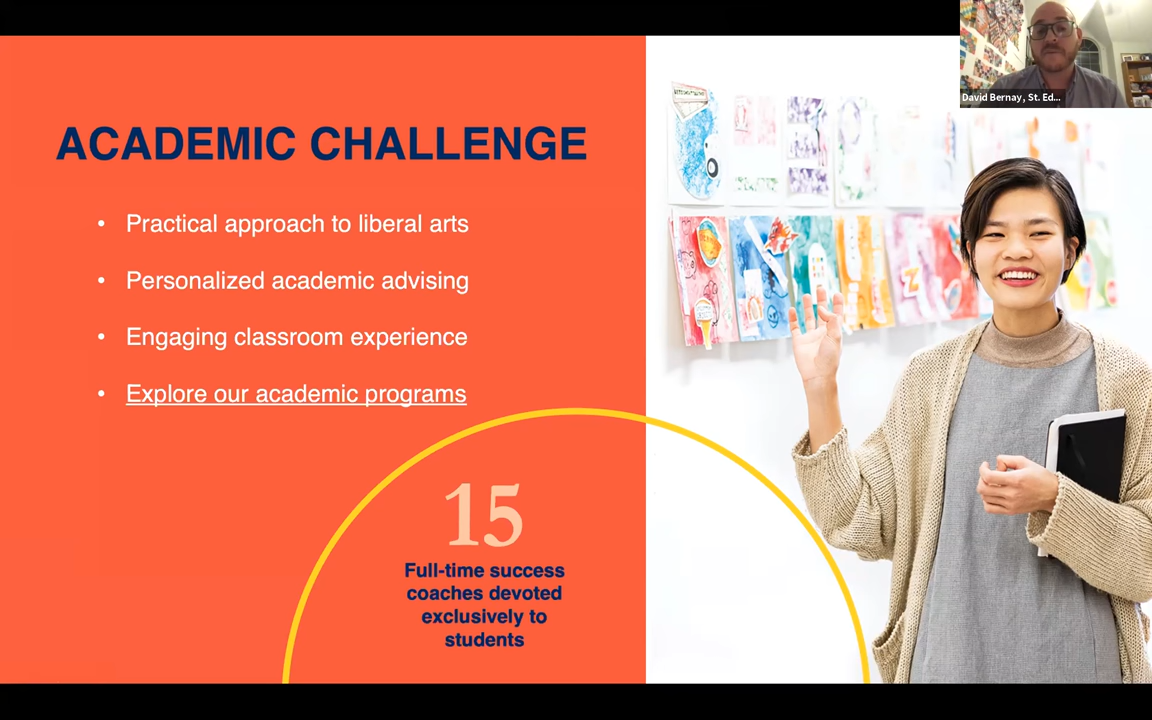 ACADEMIC CHALLENGE
• Practical approach to liberal arts
• Personalized academic advising
• Engaging classroom experience
• Explore our academic programs
15
Full-time success
coaches devoted
exclusively to
students
David Bernay, St. Ed...